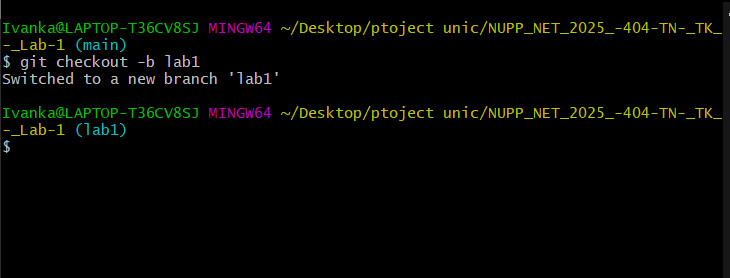 Ivanka@LAPTOP-T36CV8SJ MINGW64 ~/Desktop/ptoject unic/NUPP_NET_2025_-404-TN-_TK_
-_Lab-1 (main)
$ git checkout -b lab1
Switched to a new branch 'lab1'
Ivanka@LAPTOP-T36CV8SJ MINGW64 ~/Desktop/ptoject unic/NUPP_NET_2025_-404-TN-_TK_
-_Lab-1 (lab1)
$